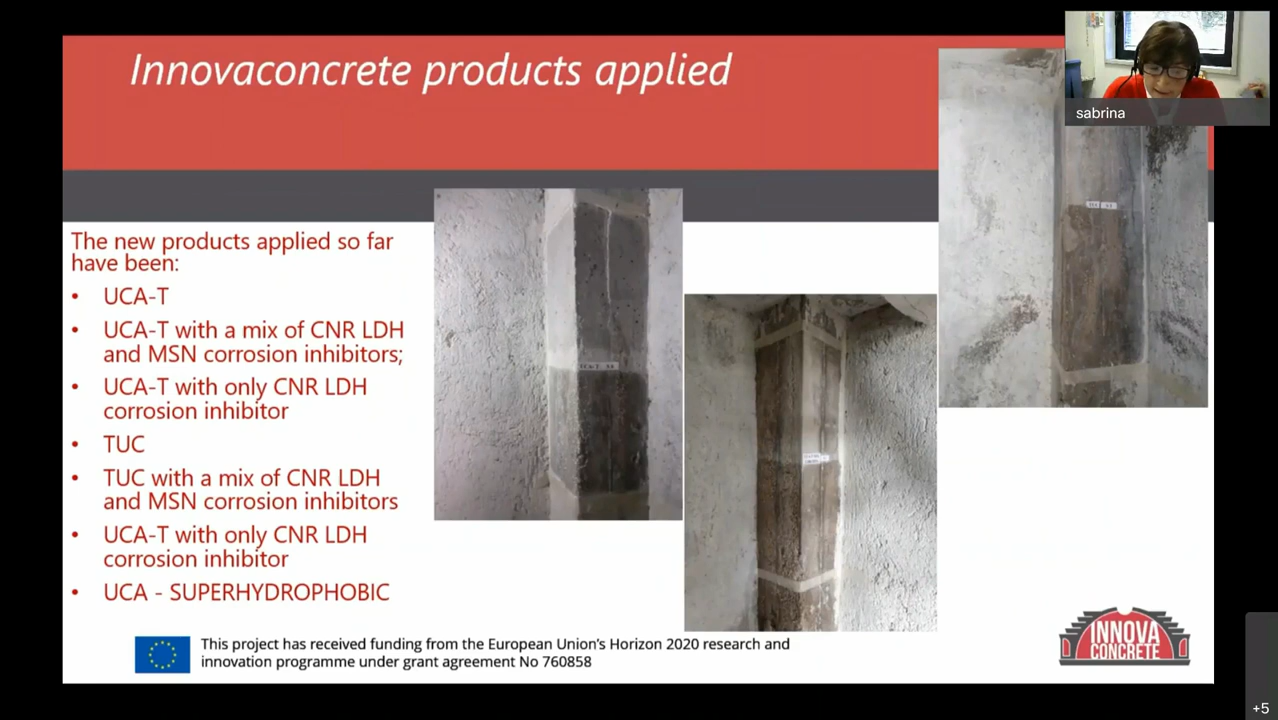 Innovaconcrete products applied
sabrina
The new products applied so far
have been:
• UCA-T
• UCA-T with a mix of CNR LDH
and MSN corrosion inhibitors;
• UCA-T with only CNR LDH
corrosion inhibitor
• TUC
• TUC with a mix of CNR LDH
and MSN corrosion inhibitors
• UCA-T with only CNR LDH
corrosion inhibitor
• UCA - SUPERHYDROPHOBIC
This project has received funding from the European Union's Horizon 2020 research and
innovation programme under grant agreement No 760858
INNOVA
CONCRETE
+5